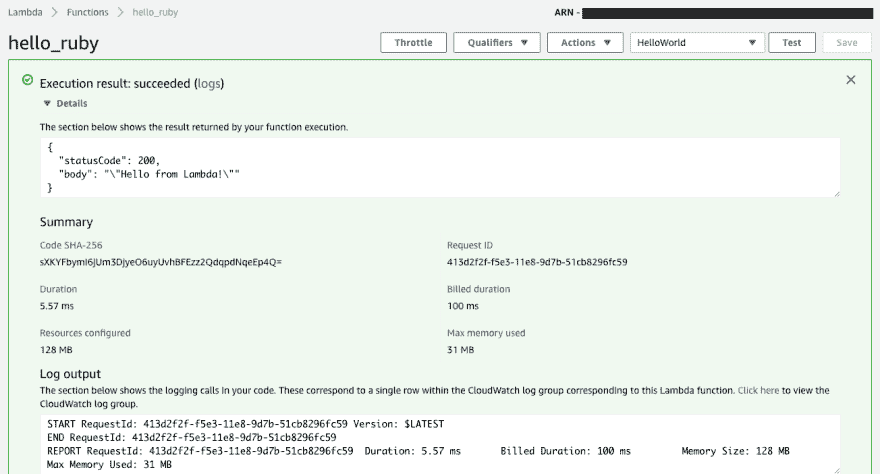 Lambda > Functions > hello_ruby ARN -
hello_ruby Throttle Qualifiers ▼ Actions ▼ HelloWorld ▼ Test Save
Execution result: succeeded (logs)
▼ Details
The section below shows the result returned by your function execution.
{
"statusCode": 200,
"body": "\"Hello from Lambda!\""
}
Summary
Code SHA-256 Request ID
sXKYFbymI6JUm3DjyeO6uyUvhBFEzz2QdqpdNqeEp4Q= 413d2f2f-f5e3-11e8-9d7b-51cb8296fc59
Duration Billed duration
5.57 ms 100 ms
Resources configured Max memory used
128 MB 31 MB
Log output
The section below shows the logging calls in your code. These correspond to a single row within the CloudWatch log group corresponding to this Lambda function. Click here to view the
CloudWatch log group.
START RequestId: 413d2f2f-f5e3-11e8-9d7b-51cb8296fc59 Version: $LATEST
END RequestId: 413d2f2f-f5e3-11e8-9d7b-51cb8296fc59
REPORT RequestId: 413d2f2f-f5e3-11e8-9d7b-51cb8296fc59 Duration: 5.57 ms Billed Duration: 100 ms Memory Size: 128 MB
Max Memory Used: 31 MB